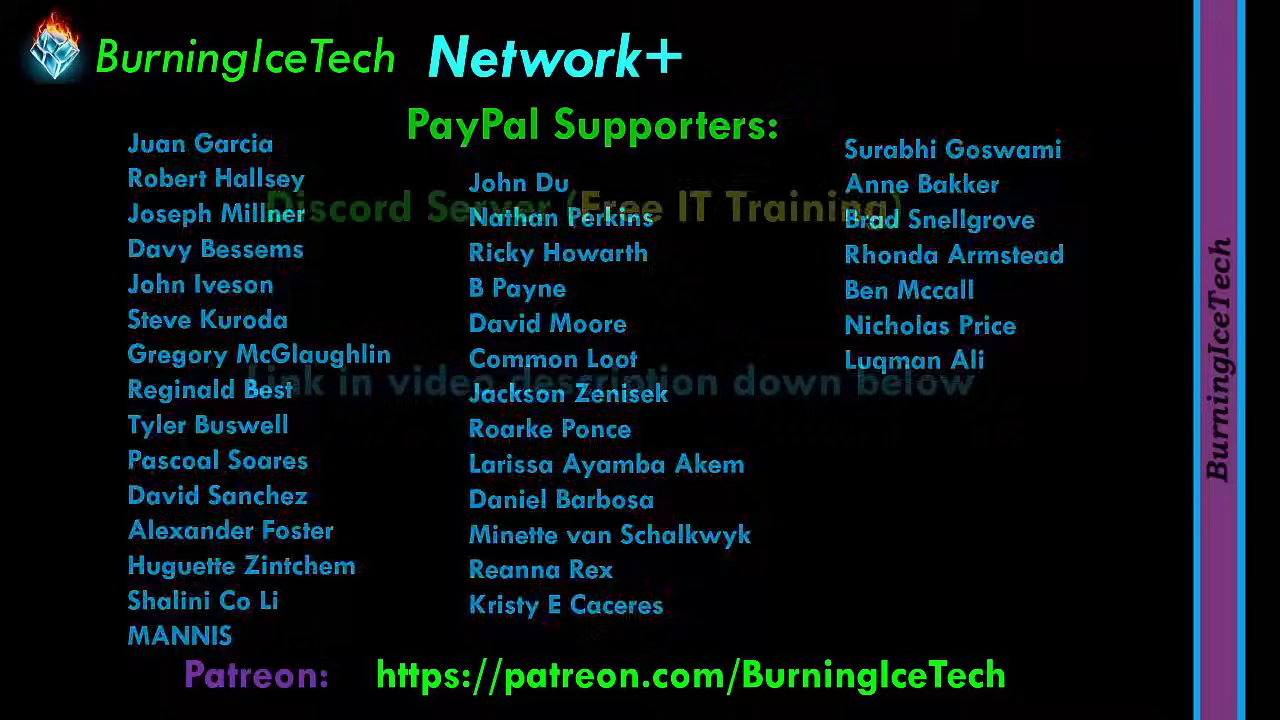 BurningIceTech Network+
PayPal Supporters:
Juan Garcia
Robert Hallsey
Joseph Millner
Davy Bessems
John Iveson
Steve Kuroda
Gregory McGlaughlin
Reginald Best
Tyler Buswell
Pascoal Soares
David Sanchez
Alexander Foster
Huguette Zintchem
Shalini Co Li
MANNIS
John Du
Nathan Perkins
Ricky Howarth
B Payne
David Moore
Common Loot
Jackson Zenisek
Roarke Ponce
Larissa Ayamba Akem
Daniel Barbosa
Minette van Schalkwyk
Reanna Rex
Kristy E Caceres
Surabhi Goswami
Anne Bakker
Brad Snellgrove
Rhonda Armstead
Ben Mccall
Nicholas Price
Luqman Ali
Discord Server (Free IT Training)
Link in video description down below
Patreon: https://patreon.com/BurningIceTech
BurningIceTech